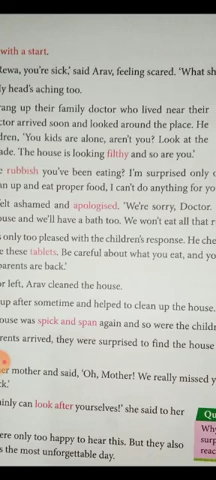 with a start.
Rewa, you're sick,' said Arav, feeling scared. 'What sh
y head's aching too.
ang up their family doctor who lived near their
ctor arrived soon and looked around the place. He
dren, 'You kids are alone, aren't you? Look at the
ade. The house is looking filthy and so are you.'
e rubbish you've been eating? I'm surprised only o
an up and eat proper food, I can't do anything for yo
elt ashamed and apologised. 'We're sorry, Doctor.
ouse and we'll have a bath too. We won't eat all that r
s only too pleased with the children's response. He che
e these tablets. Be careful about what you eat, and yo
parents are back.'
or left, Arav cleaned the house.
up after sometime and helped to clean up the house.
ouse was spick and span again and so were the childr
rents arrived, they were surprised to find the house
er mother and said, 'Oh, Mother! We really missed y
ck.'
ainly can look after yourselves!' she said to her
ere only too happy to hear this. But they also
s the most unforgettable day.
Qu
Why
surp
reac